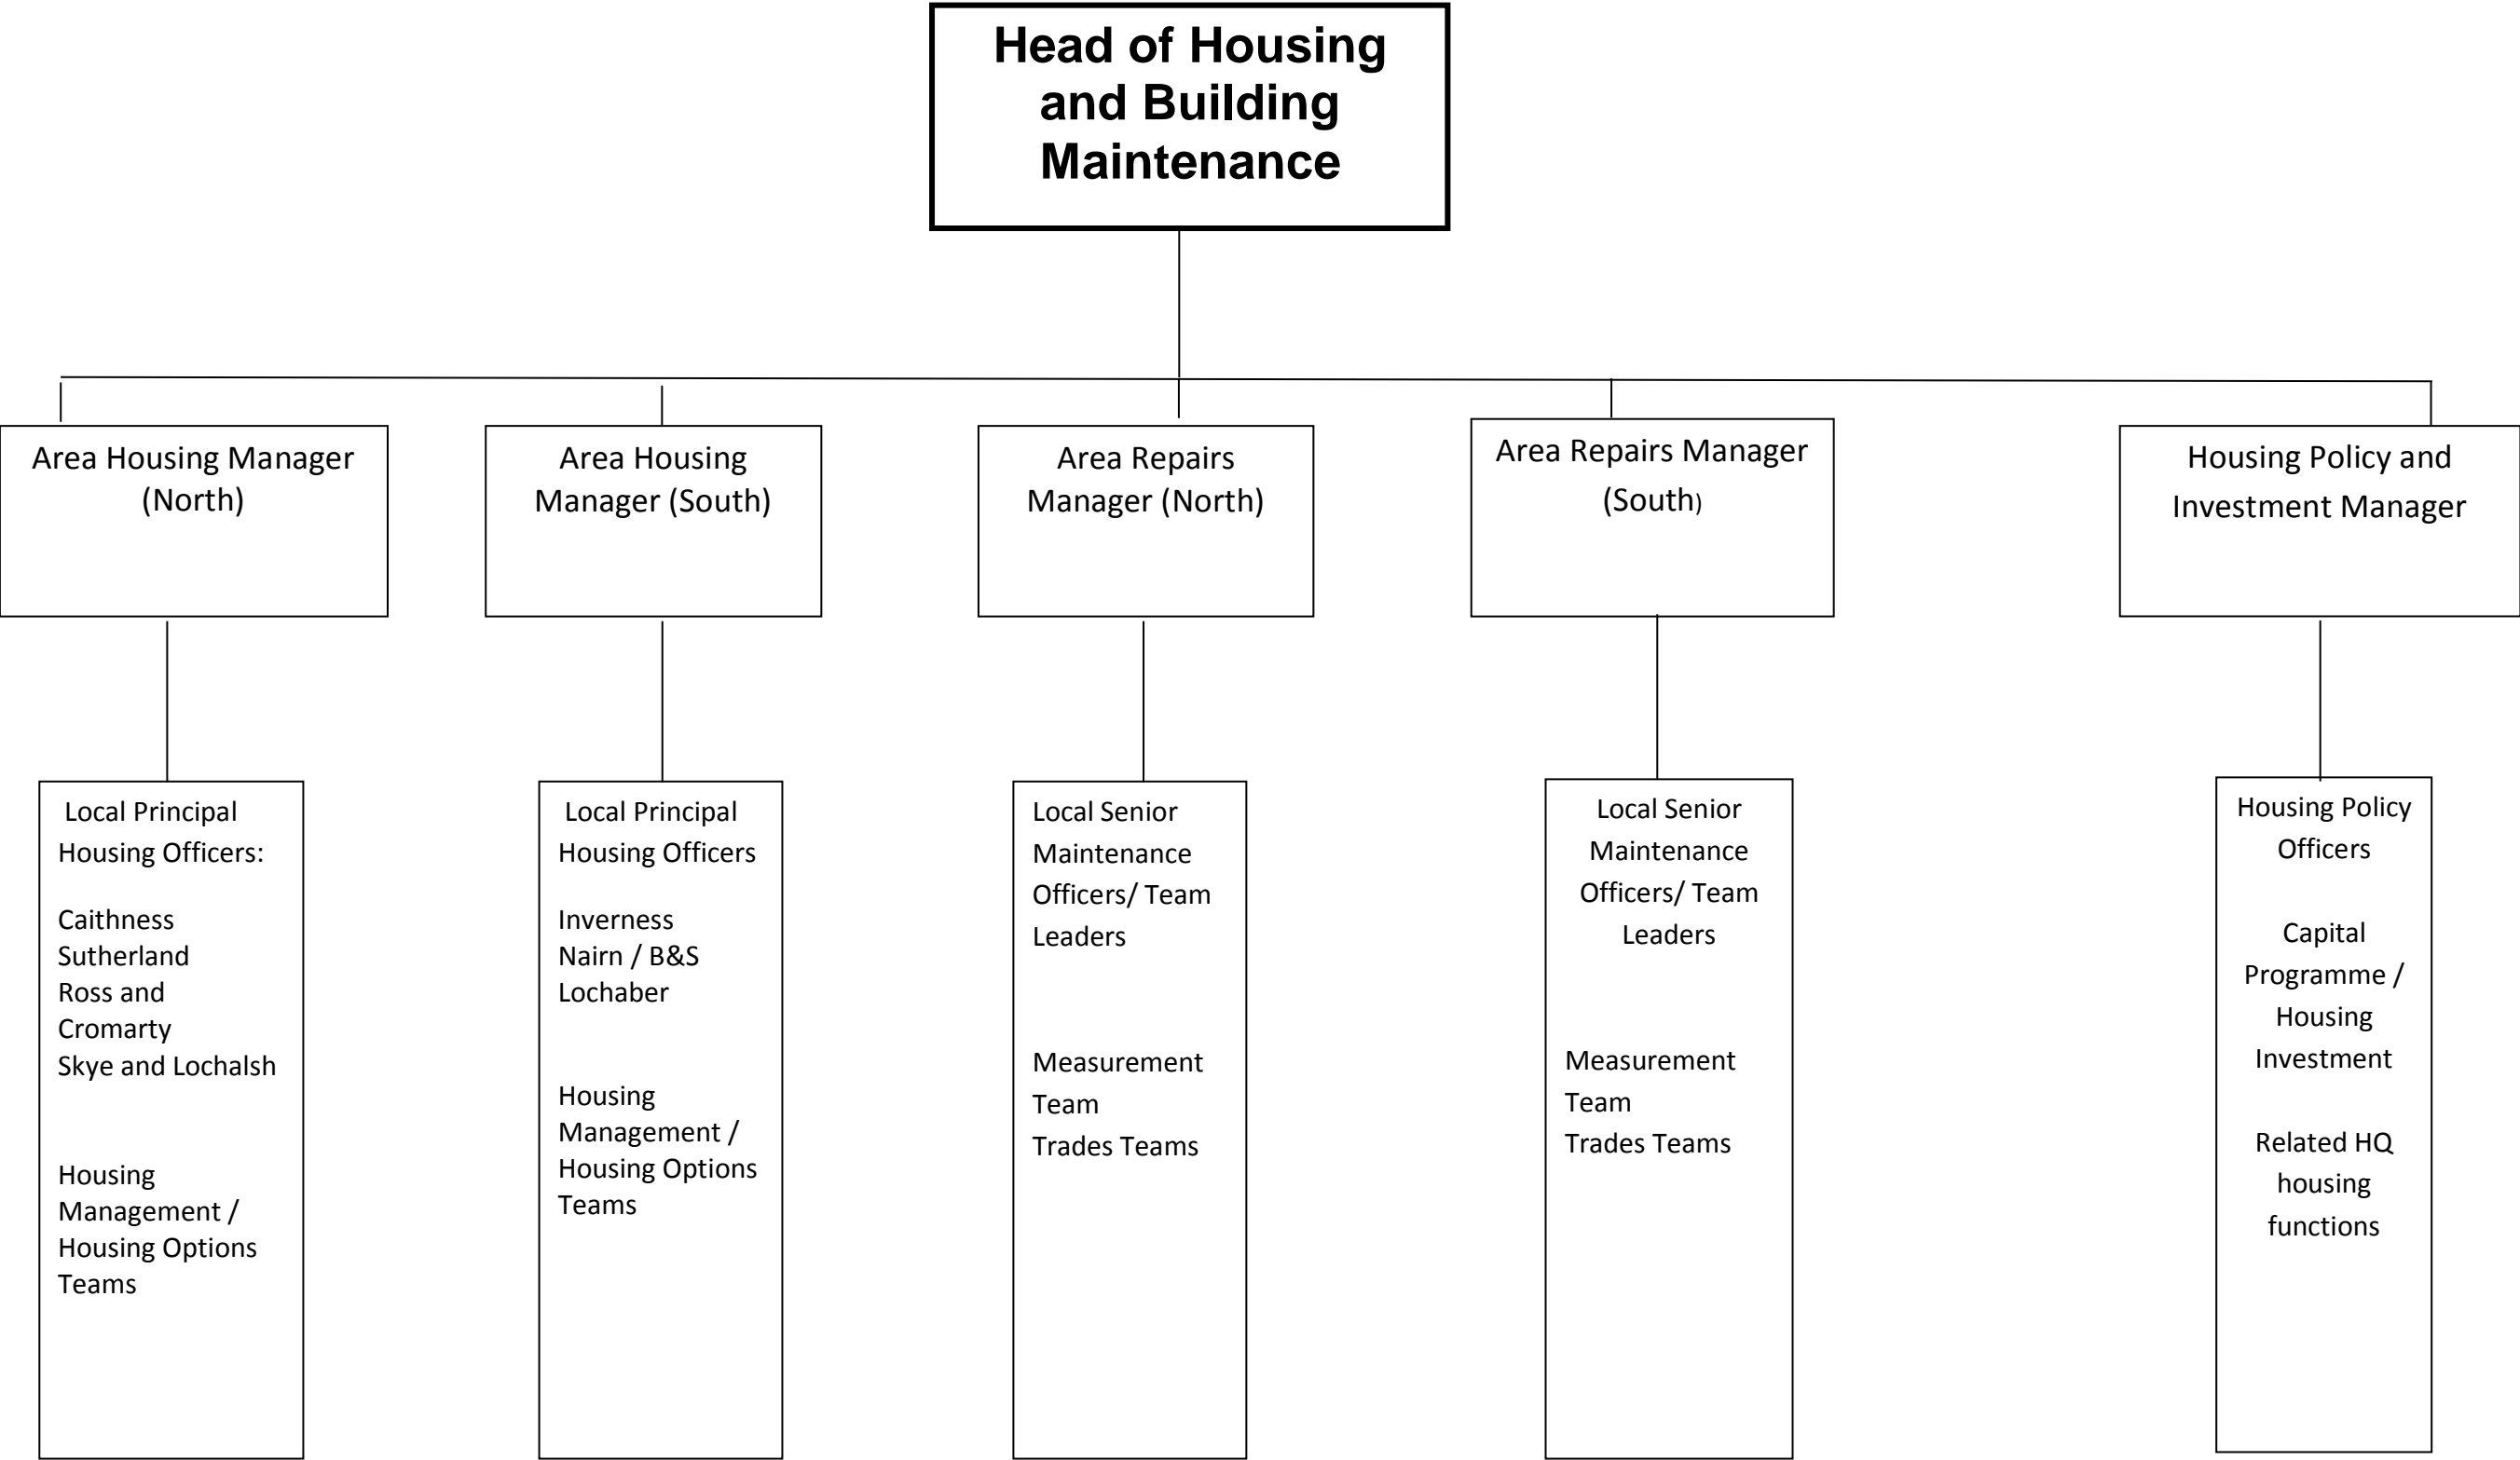 Head of Housing
and Building
Maintenance
Area Housing Manager
(North)
Area Housing
Manager (South)
Area Repairs
Manager (North)
Area Repairs Manager
(South)
Housing Policy and
Investment Manager
Local Principal
Housing Officers:
Caithness
Sutherland
Ross and
Cromarty
Skye and Lochalsh
Housing
Management /
Housing Options
Teams
Local Principal
Housing Officers
Inverness
Nairn / B&S
Lochaber
Housing
Management /
Housing Options
Teams
Local Senior
Maintenance
Officers/ Team
Leaders
Measurement
Team
Trades Teams
Local Senior
Maintenance
Officers/ Team
Leaders
Measurement
Team
Trades Teams
Housing Policy
Officers
Capital
Programme /
Housing
Investment
Related HQ
housing
functions